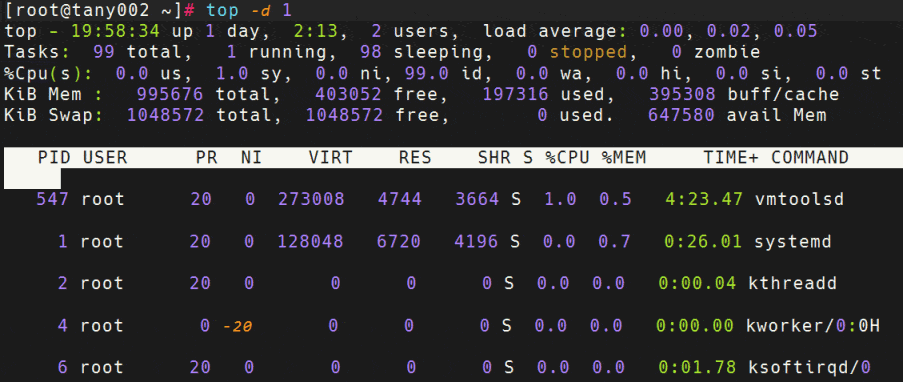 [root@tany002 ~]# top -d 1
top - 19:58:34 up 1 day,  2:13,  2 users,  load average: 0.00, 0.02, 0.05
Tasks:  99 total,   1 running,  98 sleeping,   0 stopped,   0 zombie
%Cpu(s):  0.0 us,  1.0 sy,  0.0 ni, 99.0 id,  0.0 wa,  0.0 hi,  0.0 si,  0.0 st
KiB Mem :   995676 total,   403052 free,   197316 used,   395308 buff/cache
KiB Swap:  1048572 total,  1048572 free,        0 used.   647580 avail Mem
PID USER      PR  NI    VIRT    RES    SHR S %CPU %MEM     TIME+ COMMAND
547 root      20   0  273008   4744   3664 S  1.0  0.5   4:23.47 vmtoolsd
1 root      20   0  128048   6720   4196 S  0.0  0.7   0:26.01 systemd
2 root      20   0       0      0      0 S  0.0  0.0   0:00.04 kthreadd
4 root       0 -20       0      0      0 S  0.0  0.0   0:00.00 kworker/0:0H
6 root      20   0       0      0      0 S  0.0  0.0   0:01.78 ksoftirqd/0